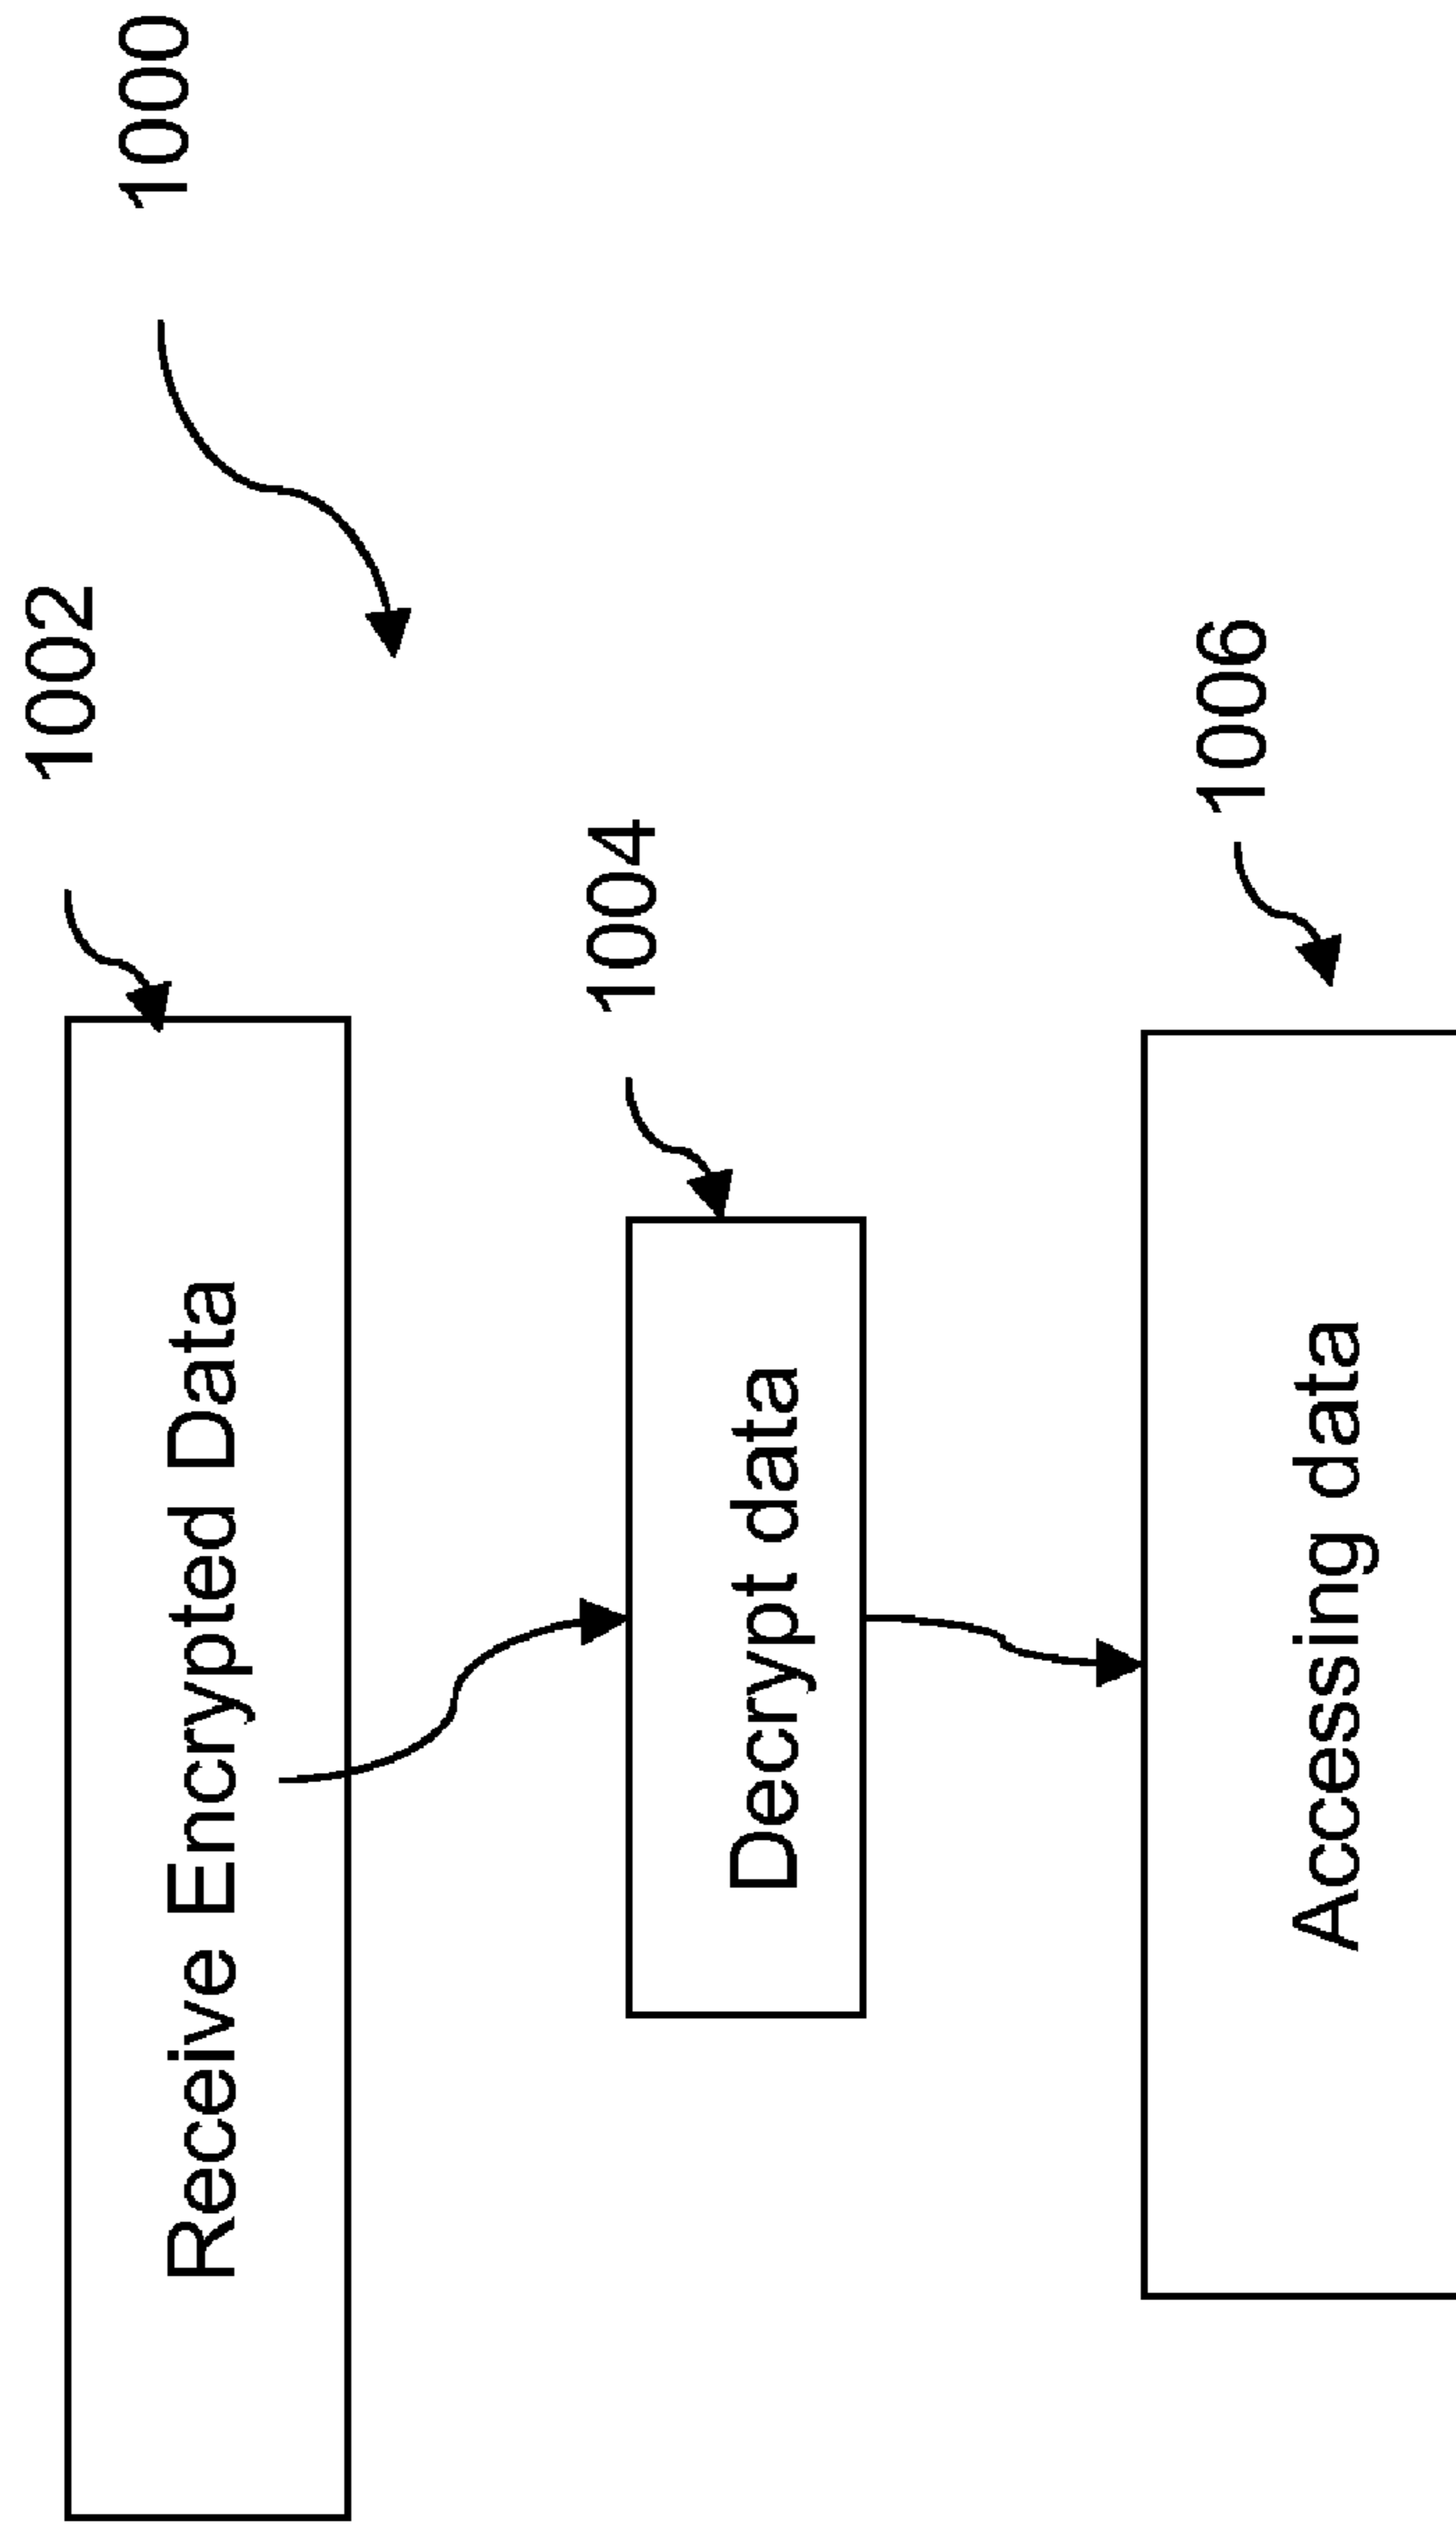 1000
1002
Receive Encrypted Data
1004
Decrypt data
1006
Accessing data